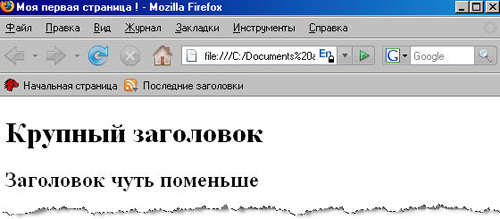 Моя первая страница ! - Mozilla Firefox
Файл Правка Вид Журнал Закладки Инструменты Справка
file:///C:/Documents%20a En Google
Начальная страница Последние заголовки
Крупный заголовок
Заголовок чуть поменьше